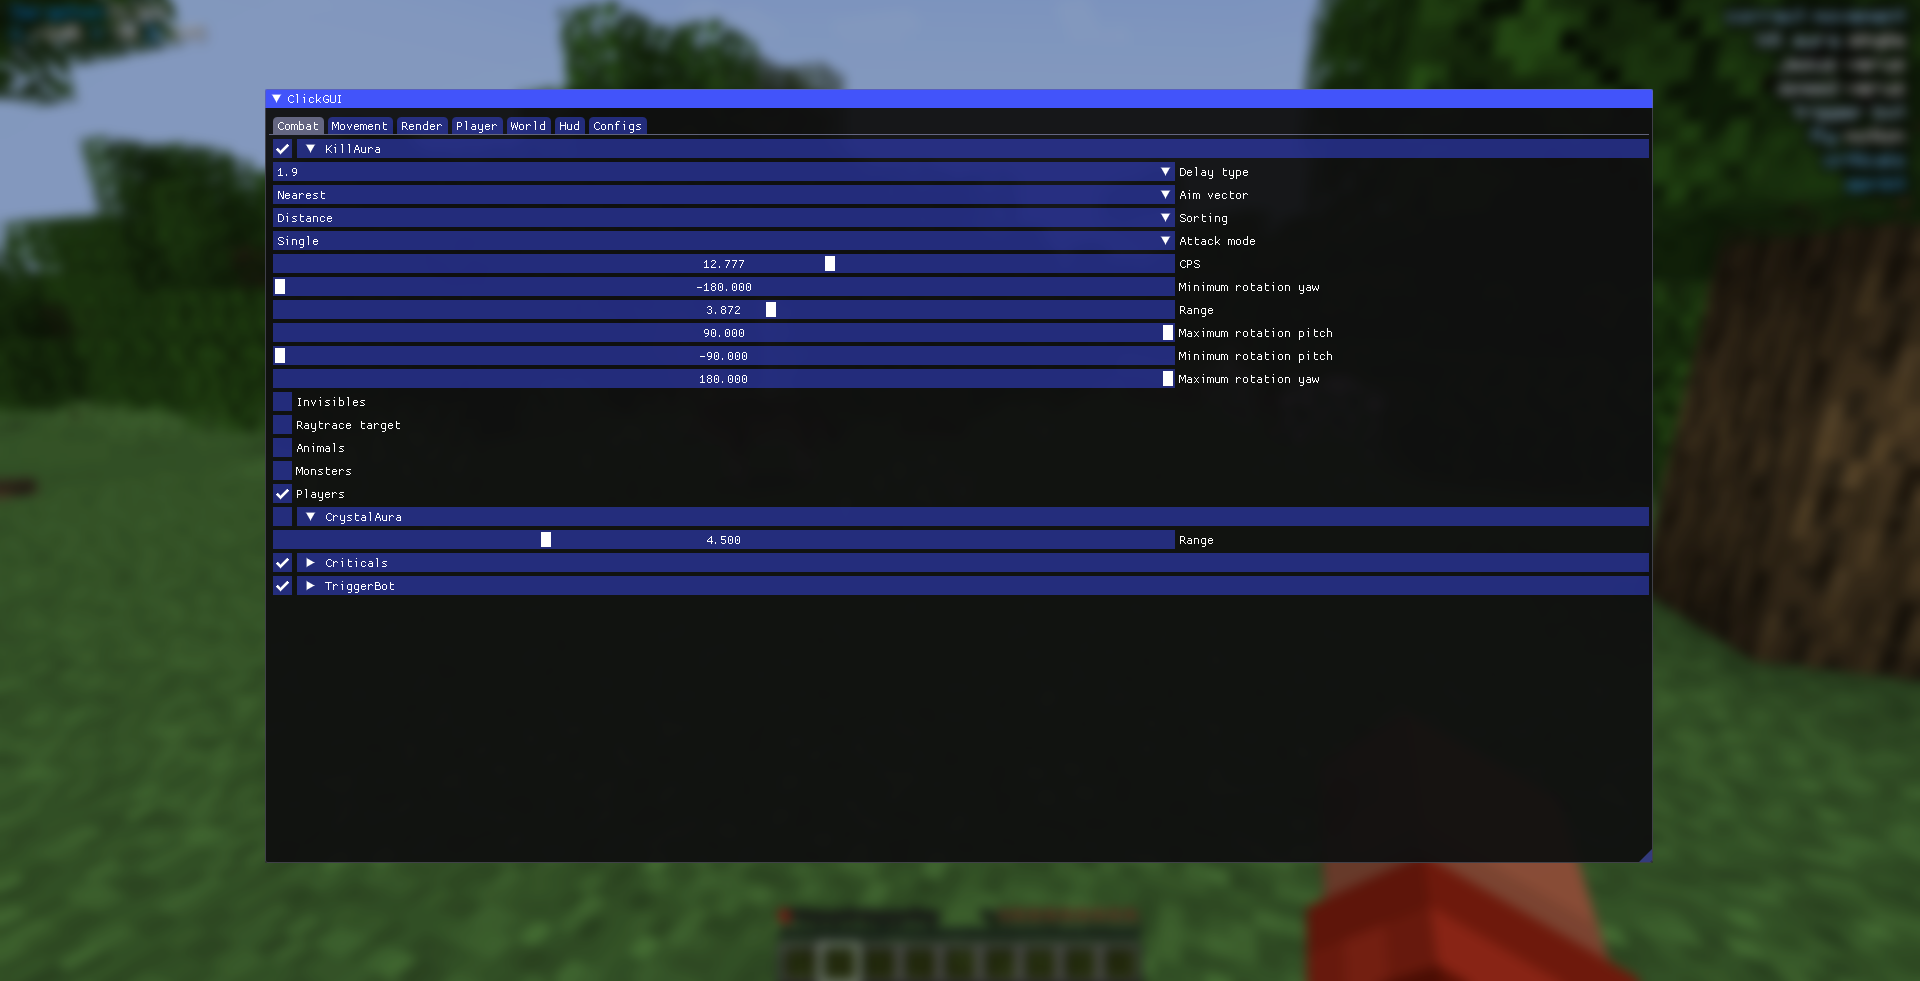 ClickGUI
Combat Movement Render Player World Hud Configs
KillAura
1.9 Delay type
Nearest Aim vector
Distance Sorting
Single Attack mode
12.777 CPS
-180.000 Minimum rotation yaw
3.872 Range
90.000 Maximum rotation pitch
-90.000 Minimum rotation pitch
180.000 Maximum rotation yaw
Invisibles
Raytrace target
Animals
Monsters
Players
CrystalAura
4.500 Range
Criticals
TriggerBot